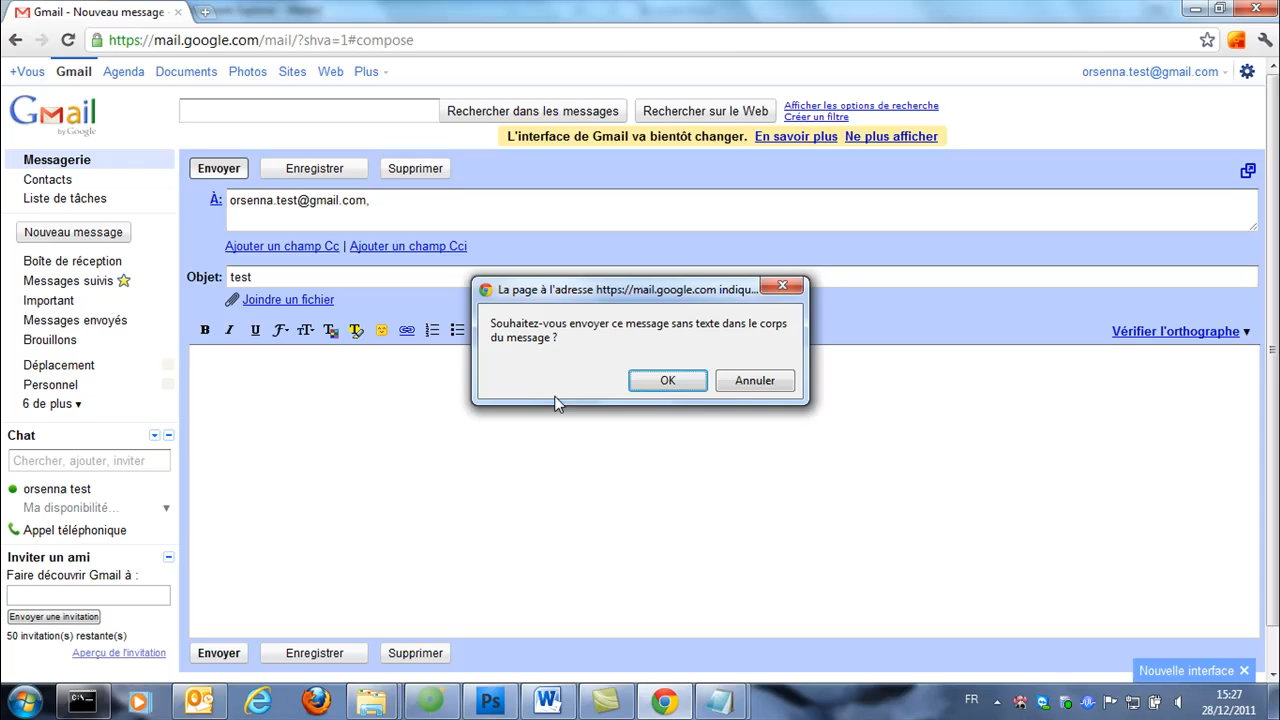 Gmail - Nouveau message
https://mail.google.com/mail/?shva=1#compose
+Vous Gmail Agenda Documents Photos Sites Web Plus
orsenna.test@gmail.com
Gmail
by Google
Rechercher dans les messages
Rechercher sur le Web
Afficher les options de recherche
Créer un filtre
L'interface de Gmail va bientôt changer. En savoir plus Ne plus afficher
Messagerie
Contacts
Liste de tâches
Nouveau message
Boîte de réception
Messages suivis
Important
Messages envoyés
Brouillons
Déplacement
Personnel
6 de plus
Chat
Chercher, ajouter, inviter
orsenna test
Ma disponibilité…
Appel téléphonique
Inviter un ami
Faire découvrir Gmail à :
Envoyer une invitation
50 invitation(s) restante(s)
Aperçu de l'invitation
Envoyer Enregistrer Supprimer
À: orsenna.test@gmail.com,
Ajouter un champ Cc | Ajouter un champ Cci
Objet: test
Joindre un fichier
B I U
Vérifier l'orthographe
La page à l'adresse https://mail.google.com indiqu...
Souhaitez-vous envoyer ce message sans texte dans le corps
du message ?
OK Annuler
Envoyer Enregistrer Supprimer
Nouvelle interface
C:\
Ps
W
FR
15:27
28/12/2011